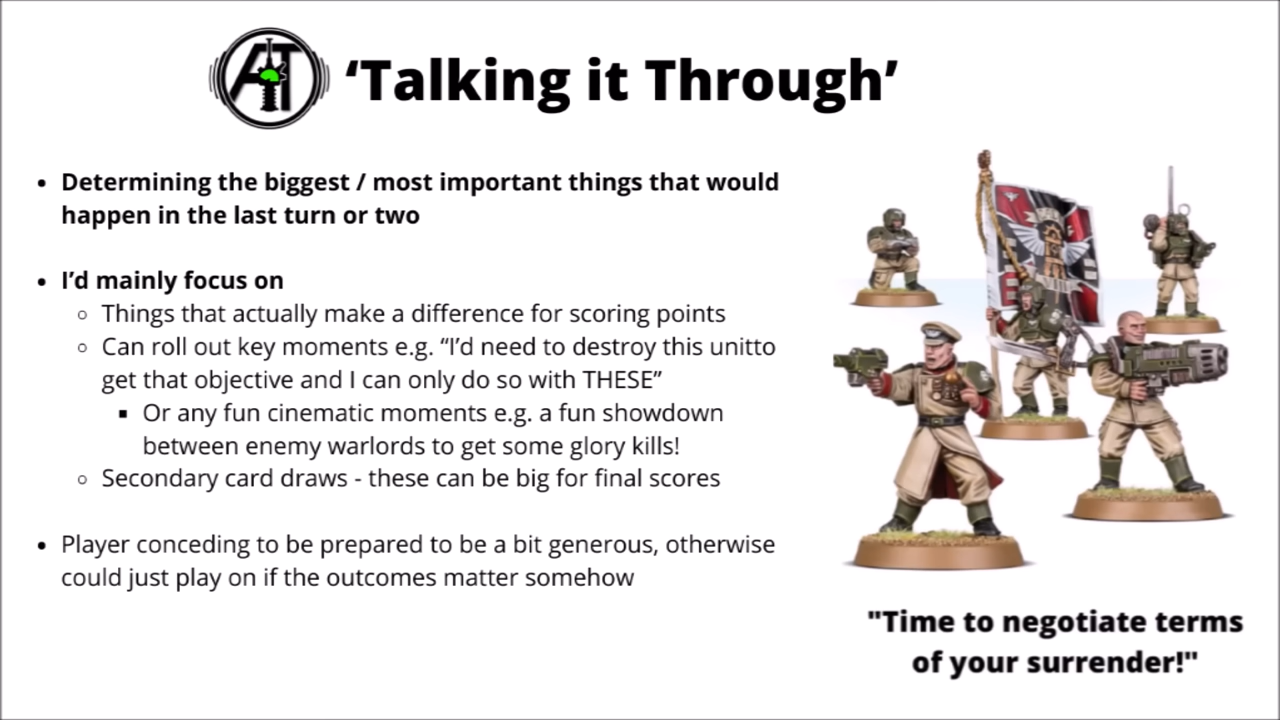 AT
‘Talking it Through’
• Determining the biggest / most important things that would
happen in the last turn or two
• I’d mainly focus on
○ Things that actually make a difference for scoring points
○ Can roll out key moments e.g. “I’d need to destroy this unitto
get that objective and I can only do so with THESE”
▪ Or any fun cinematic moments e.g. a fun showdown
between enemy warlords to get some glory kills!
○ Secondary card draws - these can be big for final scores
• Player conceding to be prepared to be a bit generous, otherwise
could just play on if the outcomes matter somehow
"Time to negotiate terms
of your surrender!"